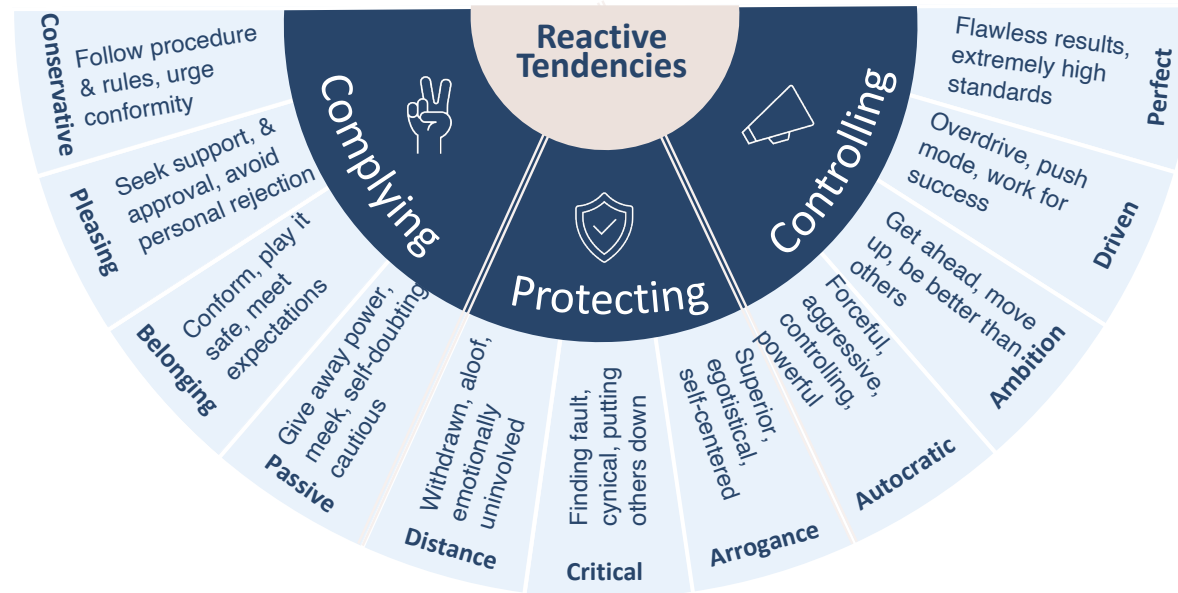 Reactive
Tendencies
Complying
Protecting
Controlling
Conservative
Follow procedure
& rules, urge
conformity
Pleasing
Seek support, &
approval, avoid
personal rejection
Belonging
Conform, play it
safe, meet
expectations
Passive
Give away power,
meek, self-doubting,
cautious
Distance
Withdrawn, aloof,
emotionally
uninvolved
Critical
Finding fault,
cynical, putting
others down
Arrogance
Superior,
egotistical,
self-centered
Autocratic
Forceful,
aggressive,
controlling,
powerful
Ambition
Get ahead, move
up, be better than
others
Driven
Overdrive, push
mode, work for
success
Perfect
Flawless results,
extremely high
standards